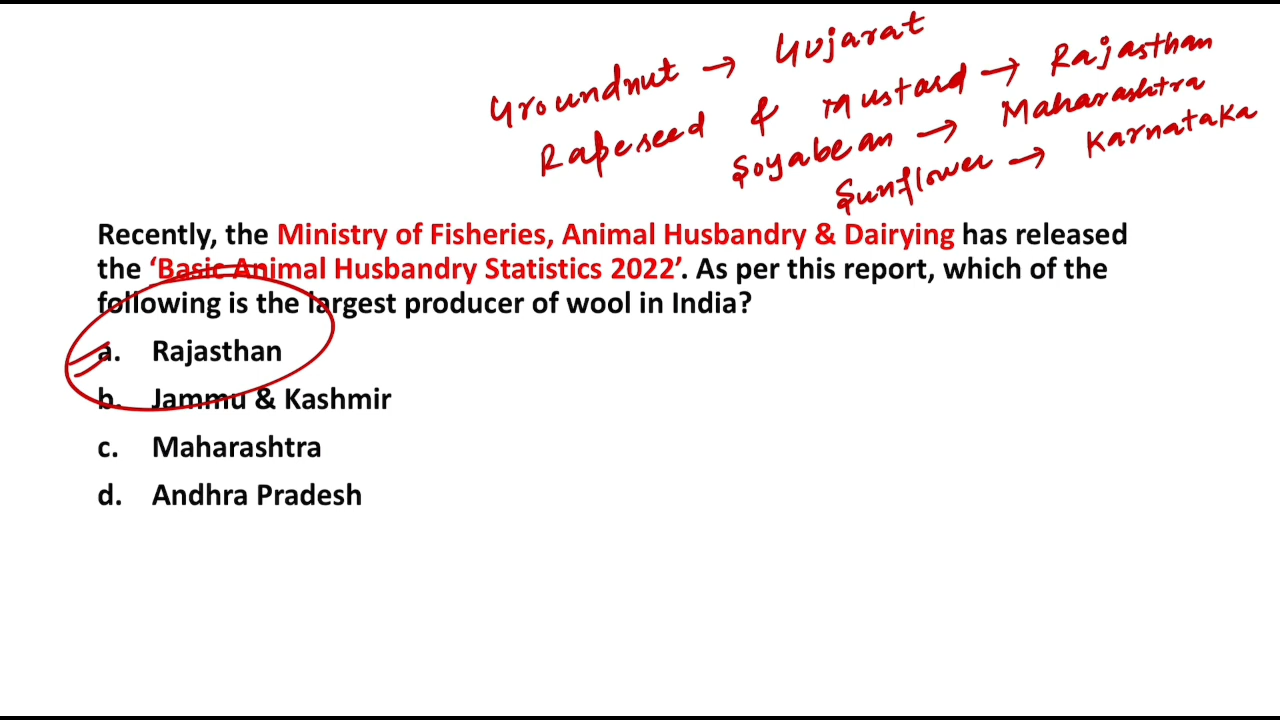 Groundnut → Gujarat
Rapeseed & Mustard → Rajasthan
Soyabean → Maharashtra
Sunflower → Karnataka
Recently, the Ministry of Fisheries, Animal Husbandry & Dairying has released
the ‘Basic Animal Husbandry Statistics 2022’. As per this report, which of the
following is the largest producer of wool in India?
a. Rajasthan
b. Jammu & Kashmir
c. Maharashtra
d. Andhra Pradesh